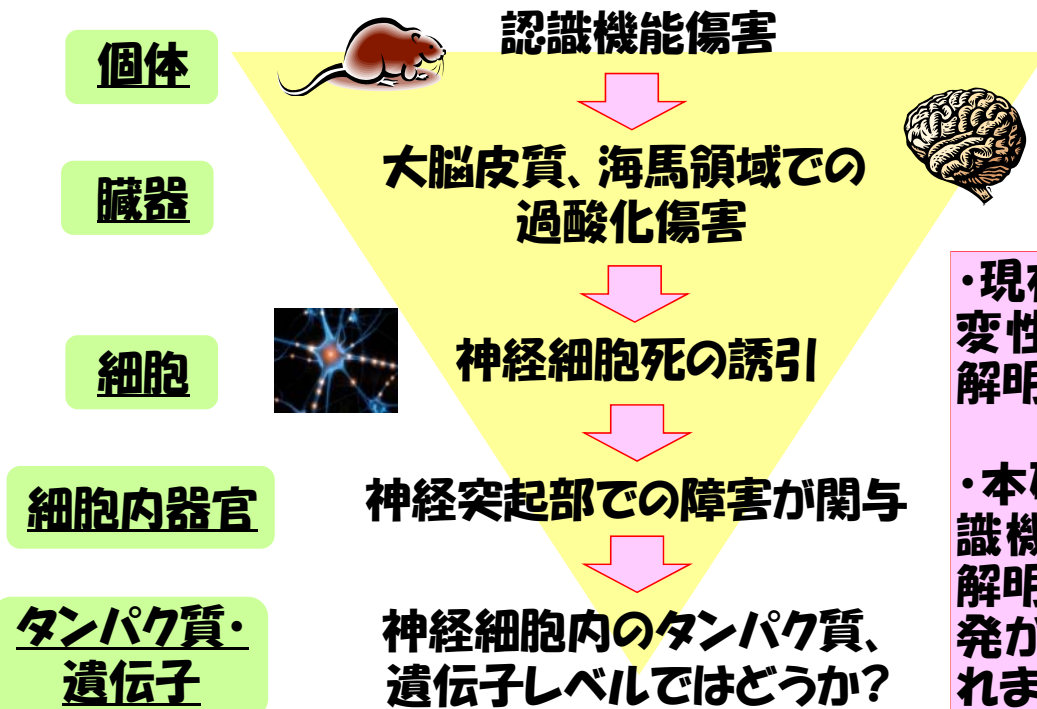 個体
認識機能傷害
臓器
大脳皮質、海馬領域での
過酸化傷害
細胞
神経細胞死の誘引
細胞内器官
神経突起部での障害が関与
タンパク質・
遺伝子
神経細胞内のタンパク質、
遺伝子レベルではどうか?
・現
変性
解明
・本
識機
解明
発が
れま